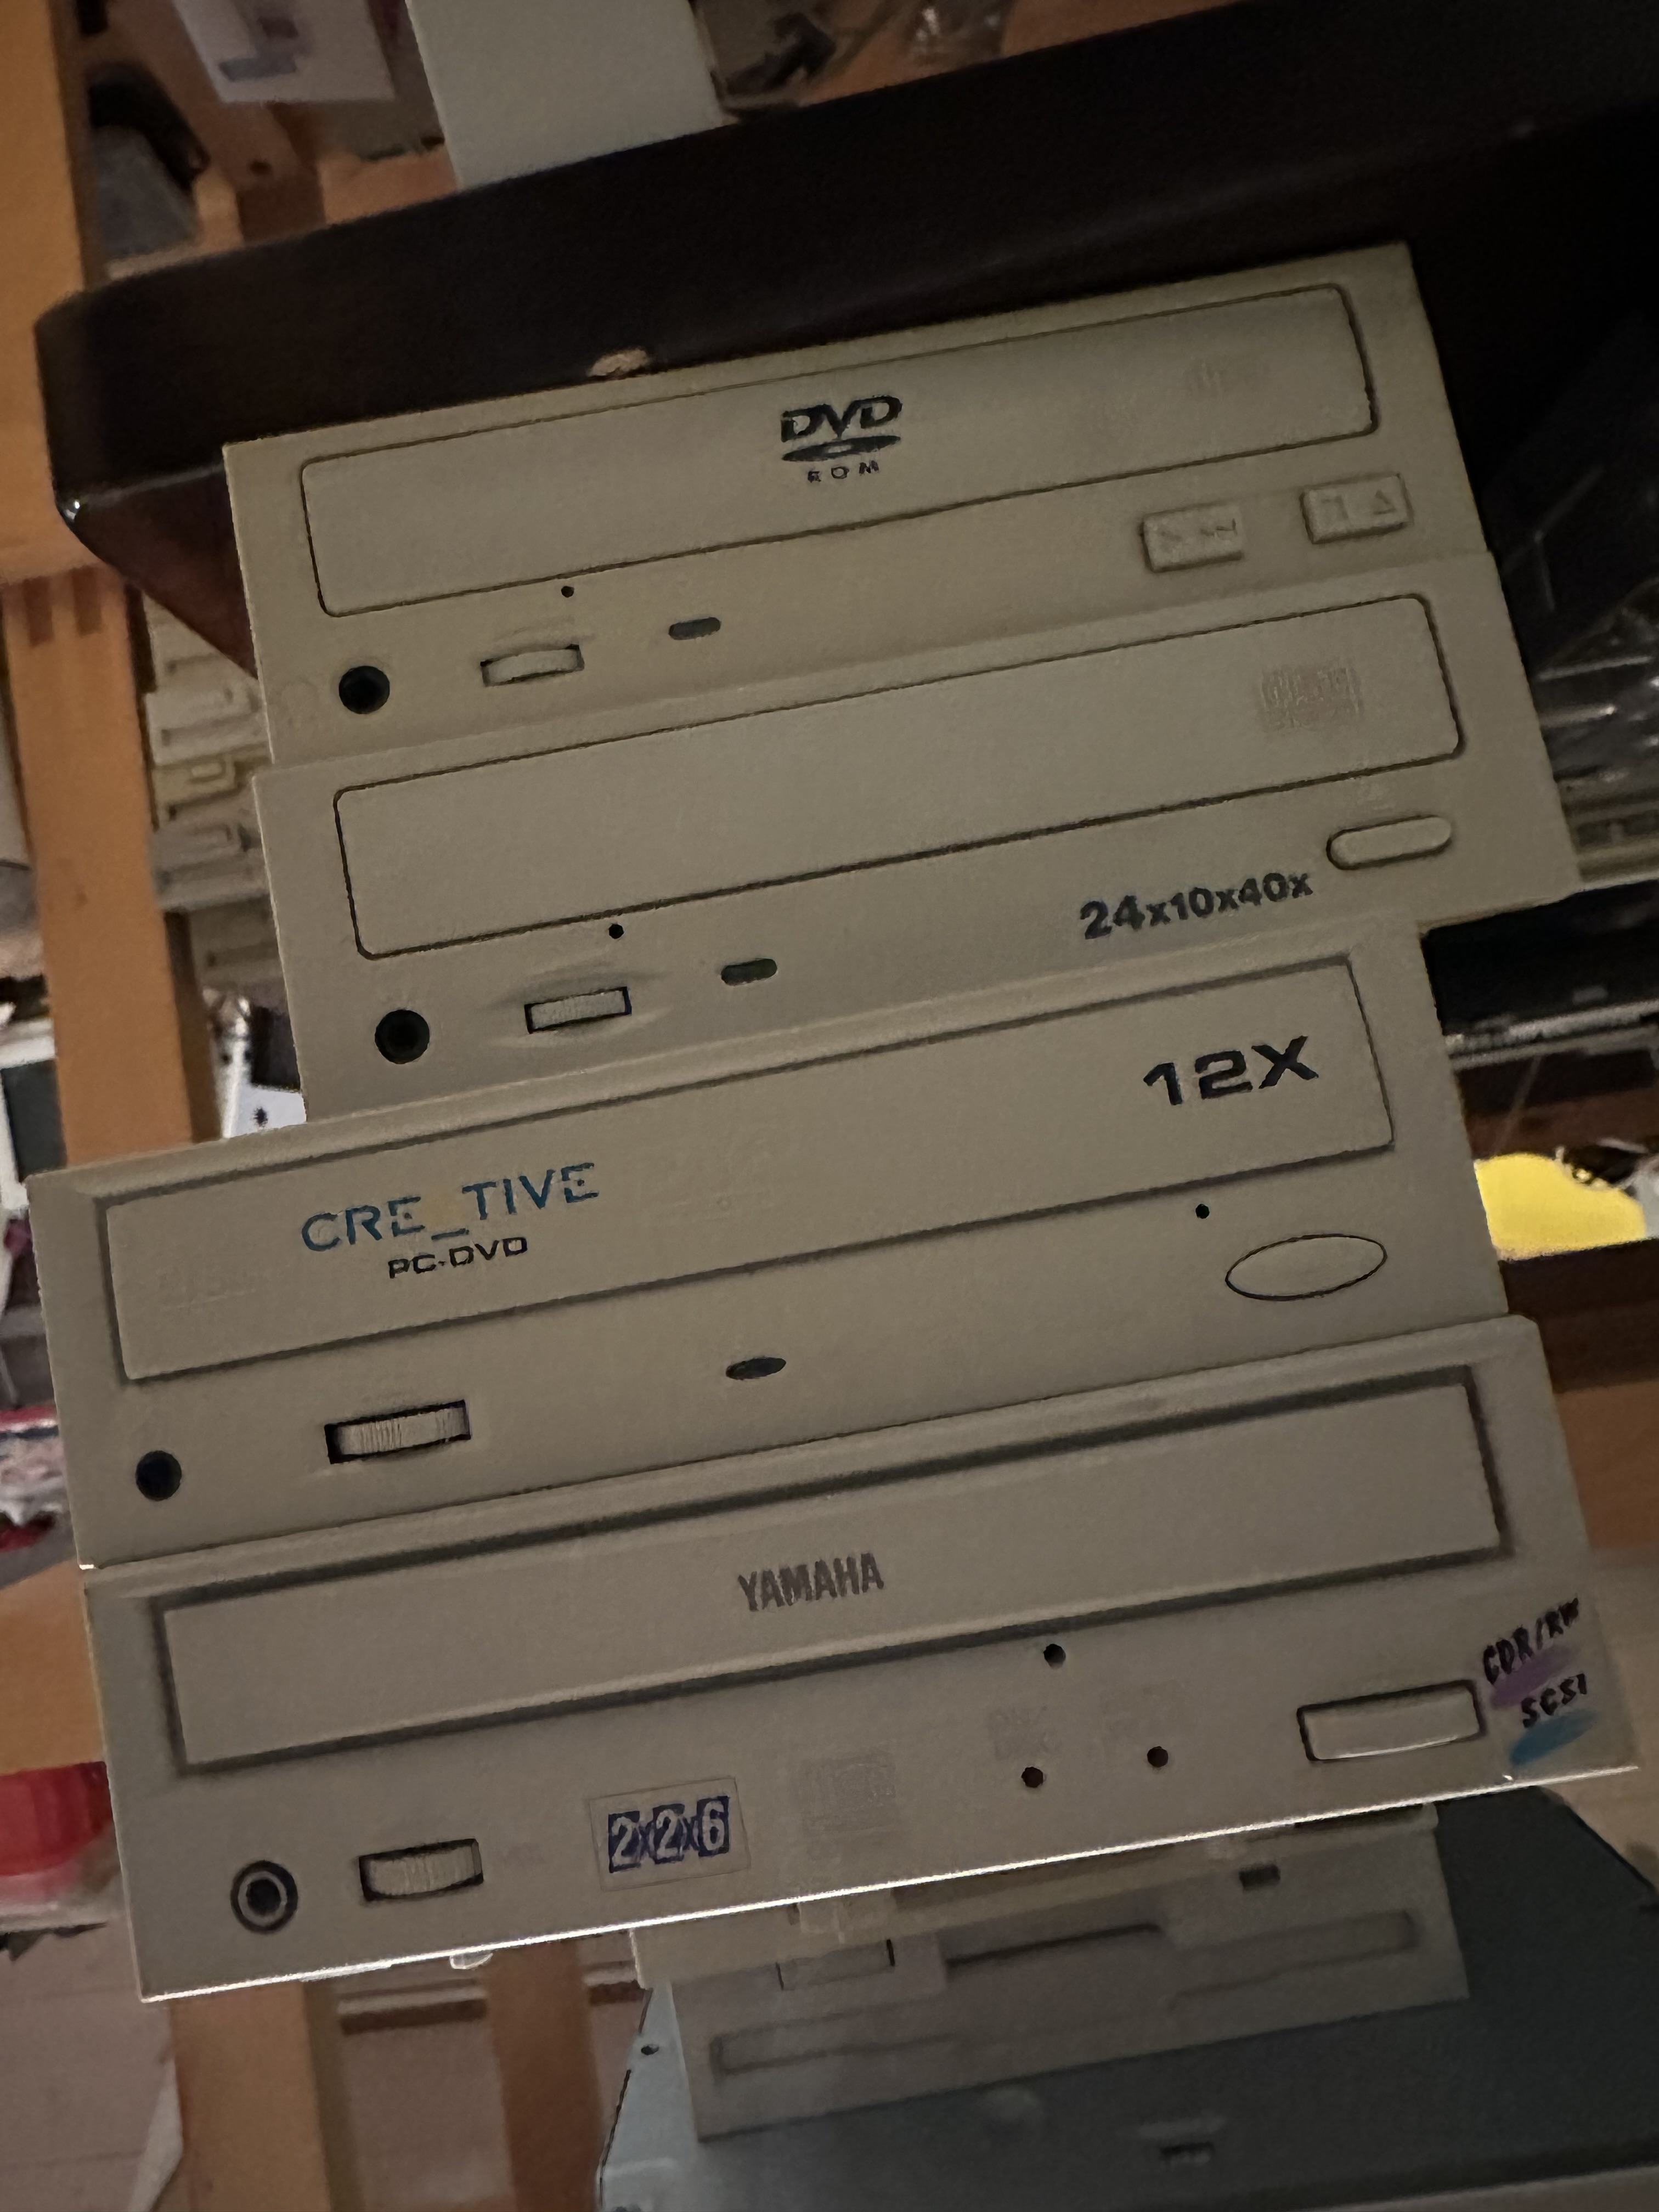 DVD
ROM
24x10x40x
12X
CRE_TIVE
PC-DVD
YAMAHA
CDR/RW
SCSI
2x2x6